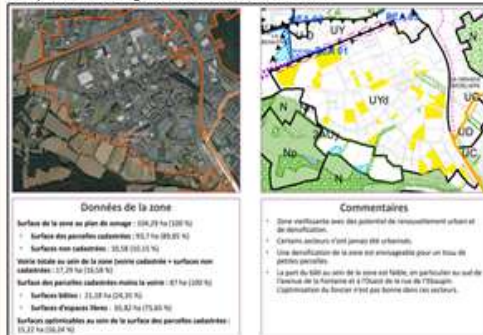 UY
UYd
N
N
Np
N
UD
UC
Données de la zone
Surface de la zone au plan de zonage : 104,29 ha (100 %)
• Surface des parcelles cadastrées : 93,7 ha (89,85 %)
• Surfaces non cadastrées : 10,58 (10,15 %)
Voirie totale au sein de la zone (voirie cadastrée + surfaces non
cadastrées : 17,29 ha (16,58 %)
Surface des parcelles cadastrées moins la voirie : 87 ha (100 %)
• Surfaces bâties : 21,18 ha (24,35 %)
• Surfaces d'espaces libres : 65,82 ha (75,65 %)
Surfaces optimisables au sein de la surface des parcelles cadastrées :
Commentaires
• Zone vieillissante avec des potentiel de renouvellement urbain et
de densification.
• Certains secteurs n'ont jamais été urbanisés.
• Une densification de la zone est envisageable pour un tissu de
petites parcelles.
• La part du bâti au sein de la zone est faible, en particulier au sud de
l'avenue de la Fontaine et à l'Ouest de la rue de l'Etaupin.
L'optimisation du foncier n'est pas bonne dans ces secteurs.